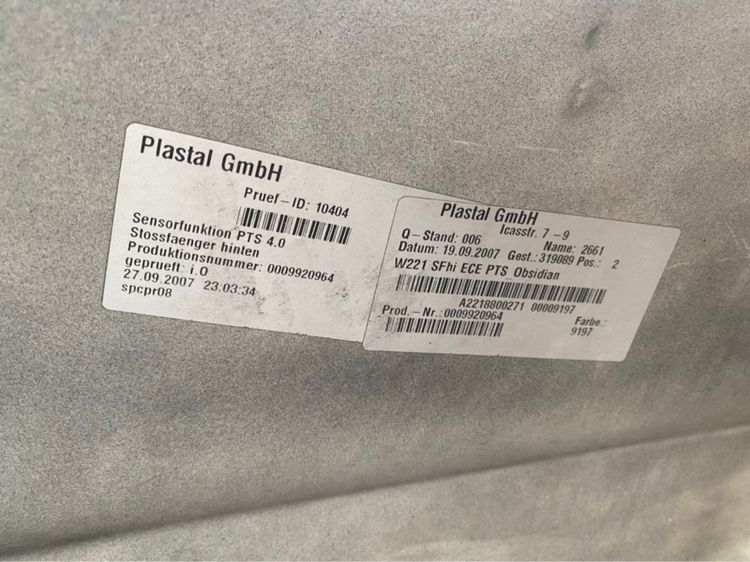 Plastal GmbH
Pruef-ID: 10404
Sensorfunktion PTS 4.0
Stossfaenger hinten
Produktionsnummer: 0009920964
geprueft: i.O
27.09.2007 23:03:34
spcpr08
Plastal GmbH
Icasstr. 7-9
Q-Stand: 006 Name: 2661
Datum: 19.09.2007 Gest.: 319089 Pos.: 2
W221 SFhi ECE PTS Obsidian
A2218800271 00009197
Prod.-Nr.:0009920964 Farbe.:
9197